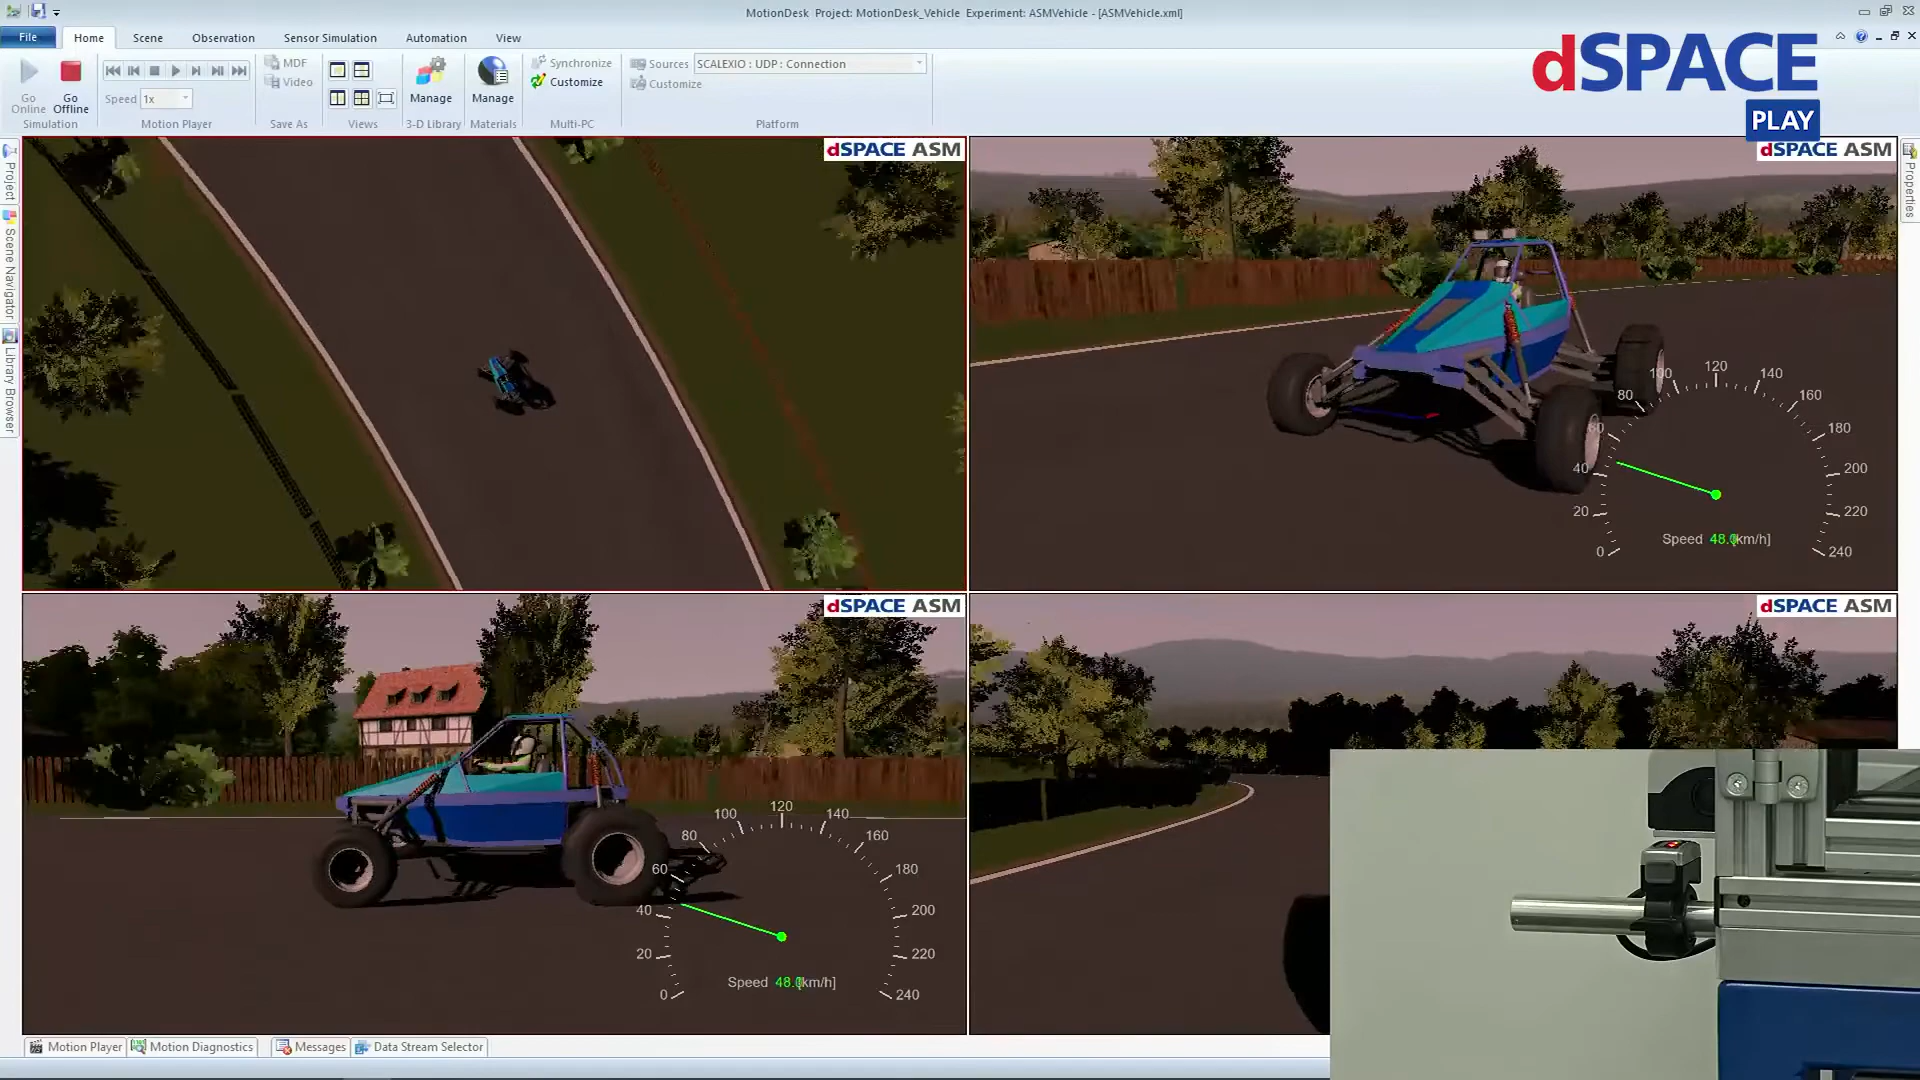 MotionDesk Project: MotionDesk_Vehicle Experiment: ASMVehicle - [ASMVehicle.xml]
File Home Scene Observation Sensor Simulation Automation View
dSPACE
PLAY
Go Online
Go Offline
Simulation
Speed 1x
Motion Player
MDF
Video
Save As
Views
Manage
3-D Library
Manage
Materials
Synchronize
Customize
Multi-PC
Sources SCALEXIO : UDP : Connection
Customize
Platform
Project
Scene Navigator
Library Browser
Properties
dSPACE ASM
dSPACE ASM
0 20 40 60 80 100 120 140 160 180 200 220 240
Speed 48. [km/h]
dSPACE ASM
0 20 40 60 80 100 120 140 160 180 200 220 240
Speed 48. [km/h]
dSPACE ASM
Motion Player Motion Diagnostics Messages Data Stream Selector